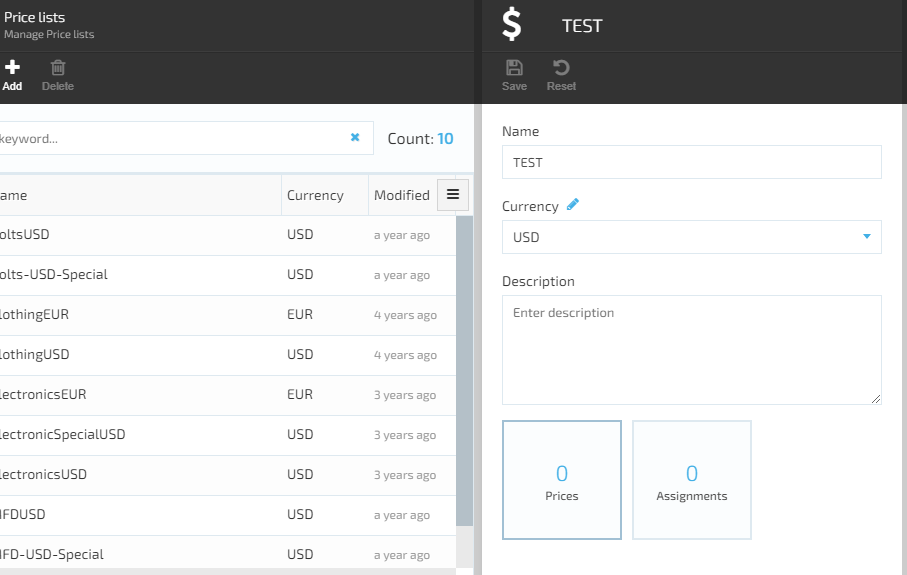 Price lists
Manage Price lists
Add Delete
keyword... Count: 10
ame Currency Modified
oltsUSD USD a year ago
olts-USD-Special USD a year ago
lothingEUR EUR 4 years ago
lothingUSD USD 4 years ago
lectronicsEUR EUR 3 years ago
lectronicSpecialUSD USD 3 years ago
lectronicsUSD USD 3 years ago
FDUSD USD a year ago
FD-USD-Special USD a year ago
$ TEST
Save Reset
Name
TEST
Currency
USD
Description
Enter description
0 0
Prices Assignments